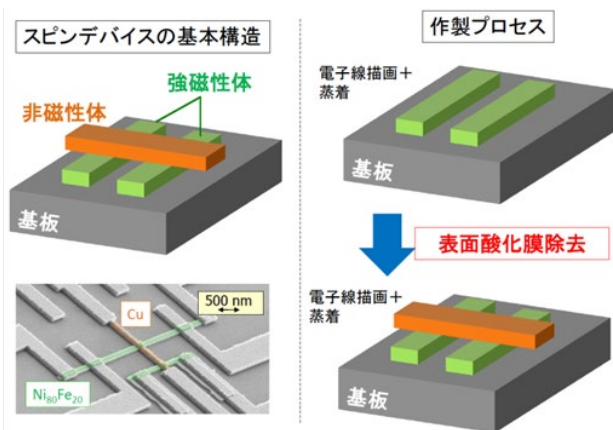 スピンデバイスの基本構造
強磁性体
非磁性体
基板
500 nm
Cu
Ni₈₀Fe₂₀
作製プロセス
電子線描画+
蒸着
基板
表面酸化膜除去
電子線描画+
蒸着
基板